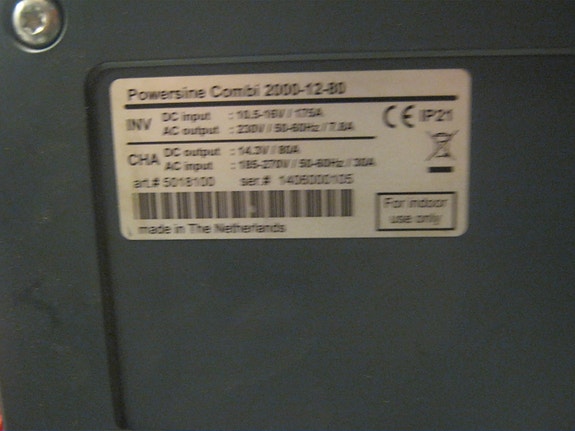 Powersine Combi 2000-12-80
INV DC input : 10,5-16V / 175A
AC output : 230V / 50-60Hz / 7.8A
CE IP21
CHA DC output : 14.3V / 80A
AC input : 185-270V / 50-60Hz / 30A
art.# 5018100 ser.# 1406000105
For indoor
use only
made in The Netherlands